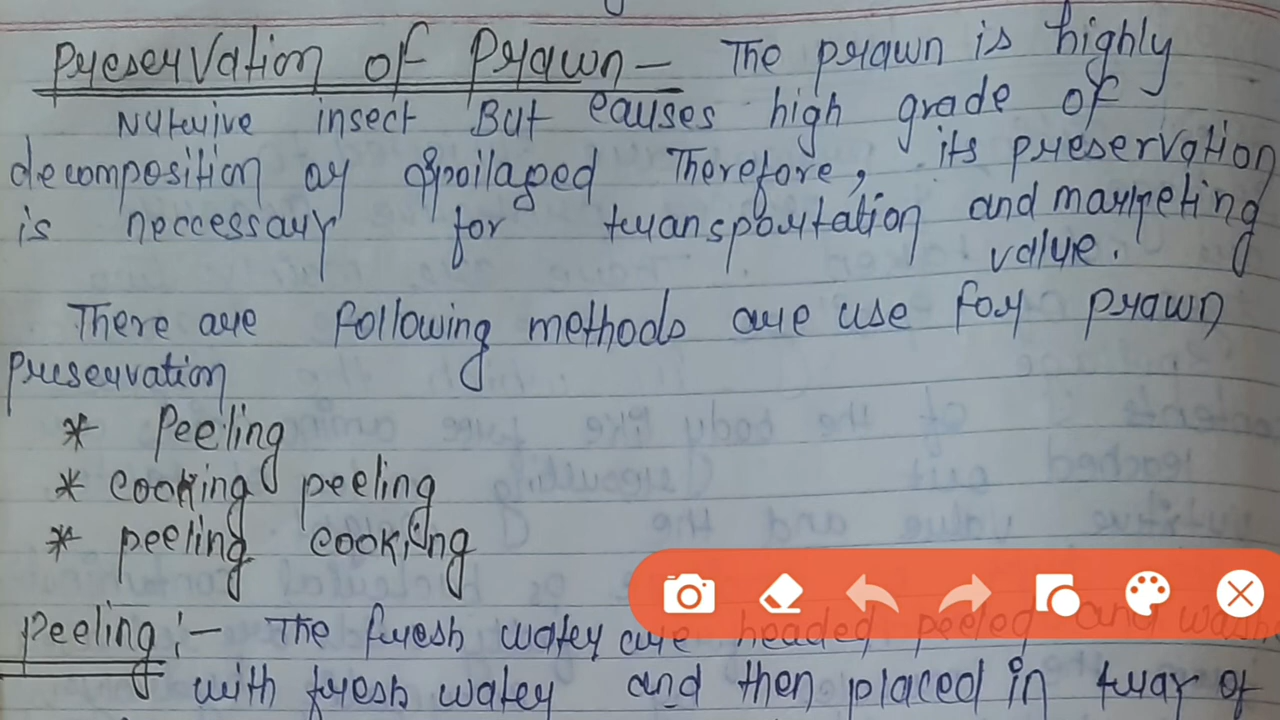 Preservation of Prawn – The prawn is highly
Nutrive insect But causes high grade of
decomposition or spoilaged Therefore, its preservation
is neccessary for transportation and marketing
value.
There are following methods are use for prawn
Preservation
* Peeling
* cooking peeling
* peeling cooking
Peeling :– The fresh water are headed peeled and
with fresh water and then placed in tray of